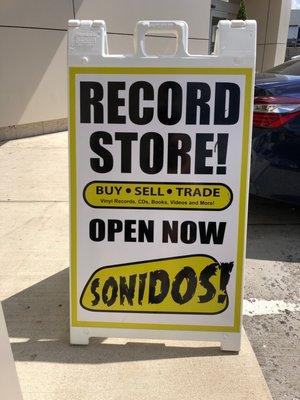 RECORD
STORE!
BUY • SELL • TRADE
Vinyl Records, CDs, Books, Videos and More!
OPEN NOW
SONIDOS!